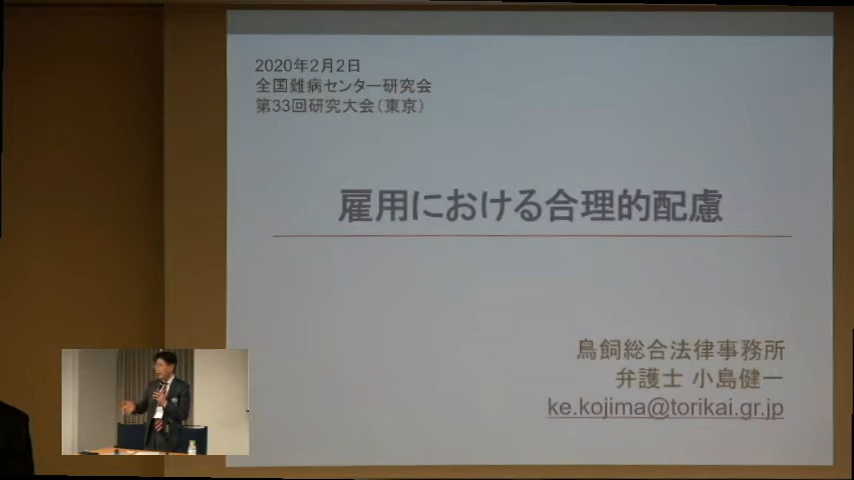 2020年2月2日
全国難病センター研究会
第33回研究大会(東京)
雇用における合理的配慮
鳥飼総合法律事務所
弁護士 小島健一
ke.kojima@torikai.gr.jp